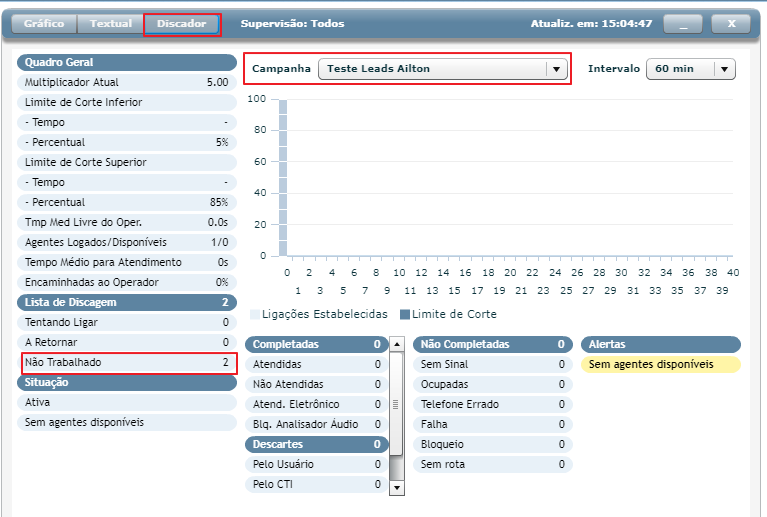 Gráfico Textual Discador Supervisão: Todos Atualiz. em: 15:04:47 _ X
Quadro Geral
Multiplicador Atual 5.00
Limite de Corte Inferior
- Tempo -
- Percentual 5%
Limite de Corte Superior
- Tempo -
- Percentual 85%
Tmp Med Livre do Oper. 0.0s
Agentes Logados/Disponíveis 1/0
Tempo Médio para Atendimento 0s
Encaminhadas ao Operador 0%
Lista de Discagem 2
Tentando Ligar 0
A Retornar 0
Não Trabalhado 2
Situação
Ativa
Sem agentes disponíveis
Campanha Teste Leads Ailton Intervalo 60 min
100
80
60
40
20
0
0 2 4 6 8 10 12 14 16 18 20 22 24 26 28 30 32 34 36 38 40
1 3 5 7 9 11 13 15 17 19 21 23 25 27 29 31 33 35 37 39
Ligações Estabelecidas Limite de Corte
Completadas 0
Atendidas 0
Não Atendidas 0
Atend. Eletrônico 0
Blq. Analisador Áudio 0
Descartes 0
Pelo Usuário 0
Pelo CTI 0
Não Completadas 0
Sem Sinal 0
Ocupadas 0
Telefone Errado 0
Falha 0
Bloqueio 0
Sem rota 0
Alertas
Sem agentes disponíveis